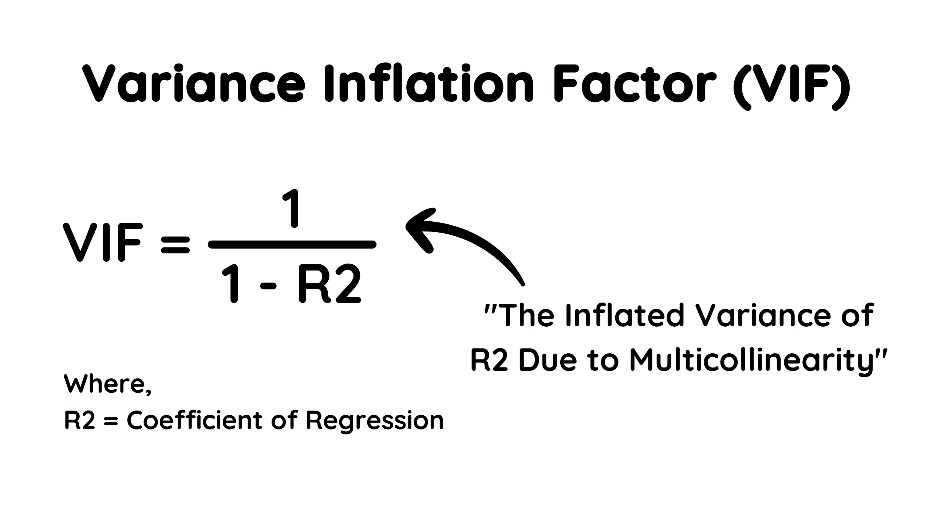 Variance Inflation Factor (VIF)
VIF = 1 / 1 - R2
"The Inflated Variance of
R2 Due to Multicollinearity"
Where,
R2 = Coefficient of Regression